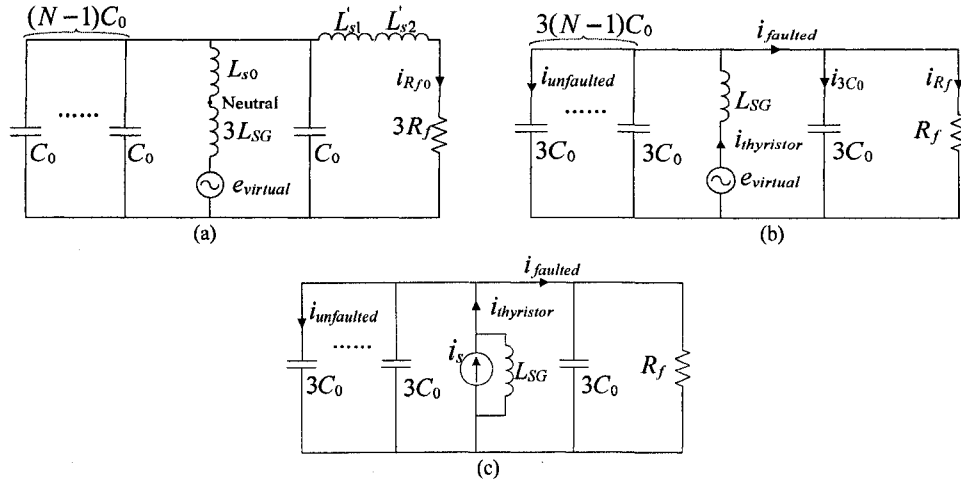 (N−1)C₀
L's1 L's2
Ls0
Neutral
3LSG
iRf0
3Rf
......
C₀ C₀ C₀
evirtual
(a)
3(N−1)C₀
ifaulted
iunfaulted
i3C₀
iRf
......
LSG
ithyristor
Rf
3C₀ 3C₀ 3C₀
evirtual
(b)
ifaulted
iunfaulted
ithyristor
......
is
LSG
Rf
3C₀ 3C₀ 3C₀
(c)